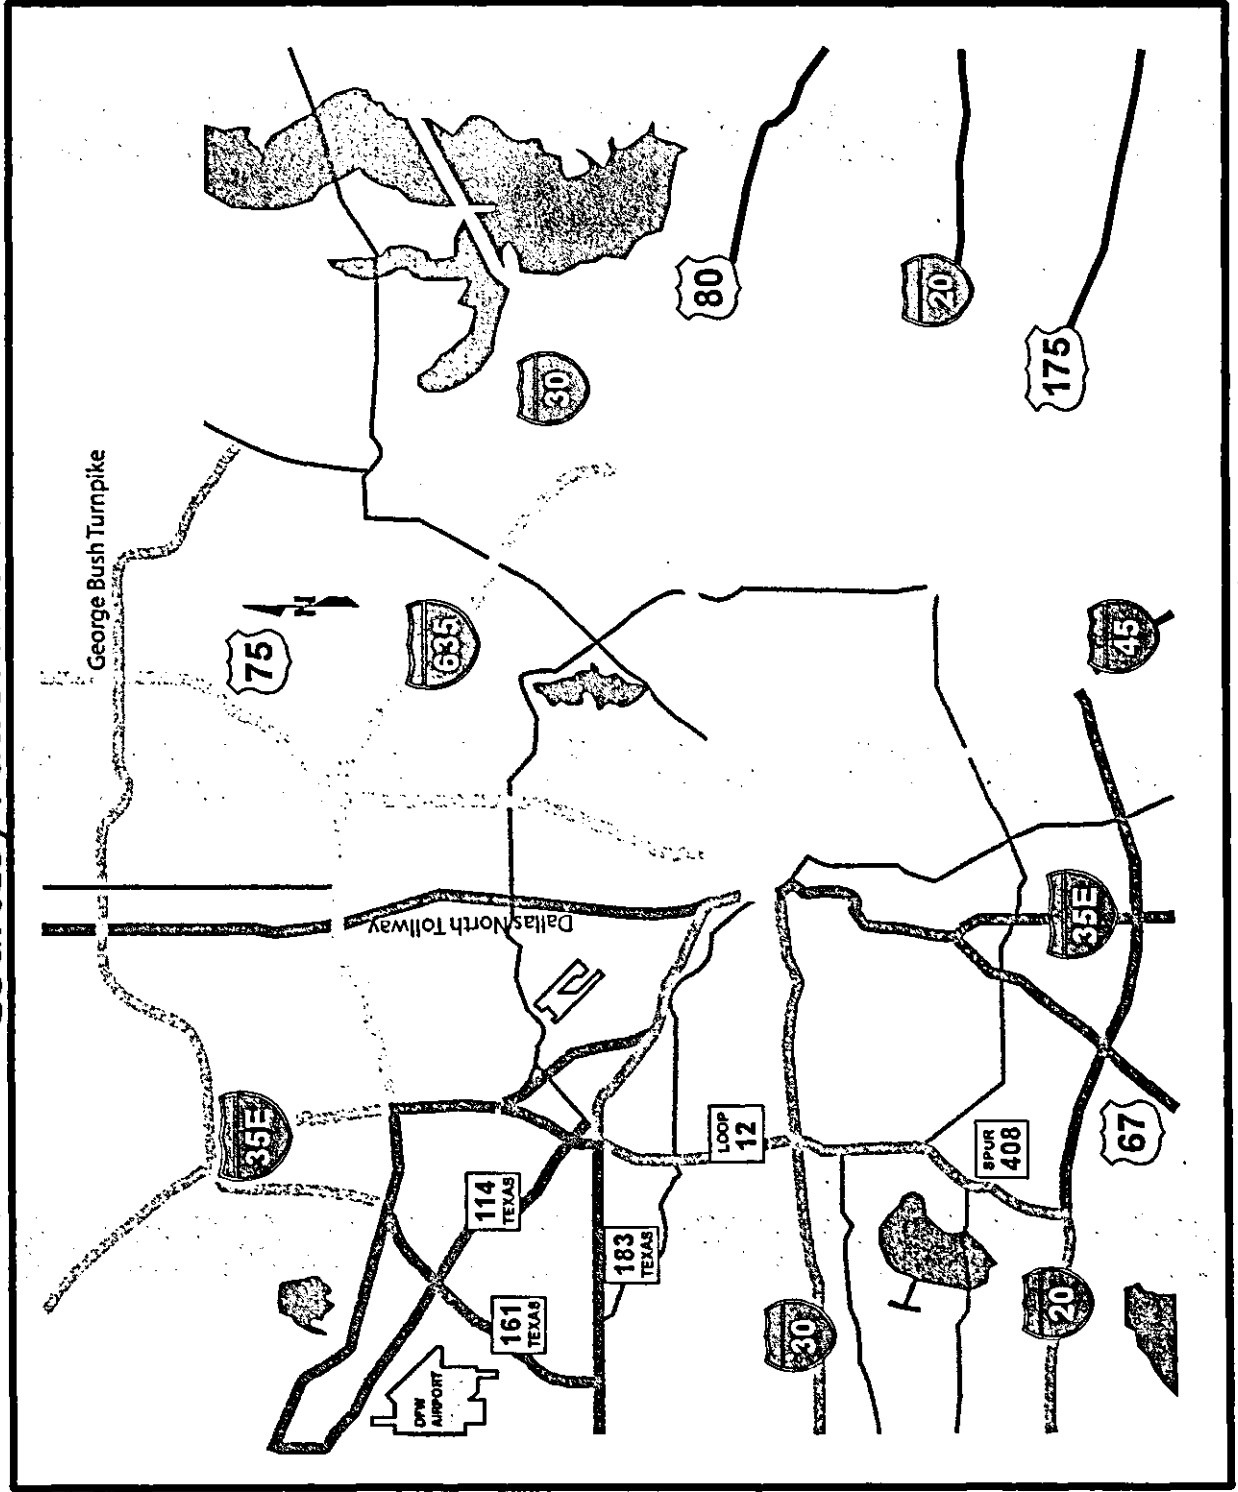 George Bush Turnpike
75
635
30
80
20
175
45
35E
Dallas North Tollway
35E
114
TEXAS
161
TEXAS
183
TEXAS
DFW
AIRPORT
LOOP
12
30
SPUR
408
20
67
N